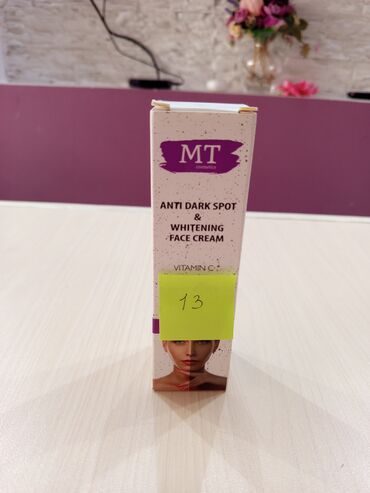 MT
cosmetics
ANTI DARK SPOT
&
WHITENING
FACE CREAM
VITAMIN C
13